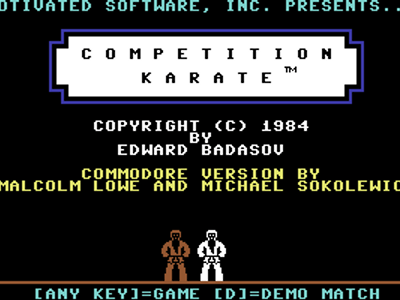 OTIVATED SOFTWARE, INC. PRESENTS..
COMPETITION
KARATE™
COPYRIGHT (C) 1984
BY
EDWARD BADASOV
COMMODORE VERSION BY
MALCOLM LOWE AND MICHAEL SOKOLEWIC
[ANY KEY]=GAME [D]=DEMO MATCH